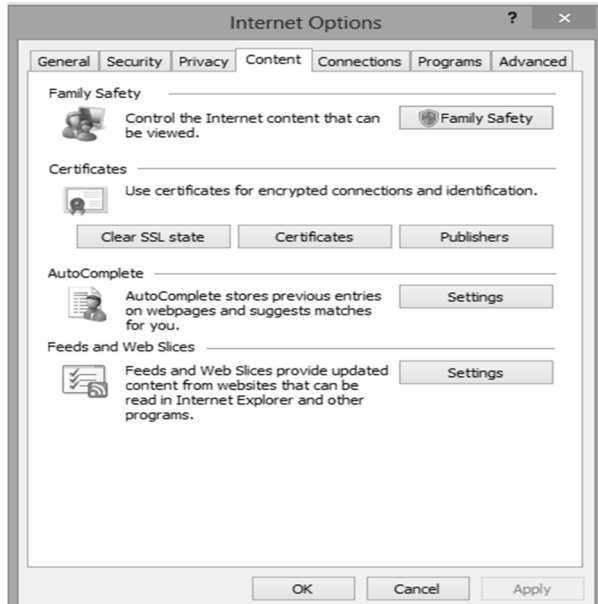 Internet Options
? ×
General Security Privacy Content Connections Programs Advanced
Family Safety
Control the Internet content that can
be viewed.
Family Safety
Certificates
Use certificates for encrypted connections and identification.
Clear SSL state Certificates Publishers
AutoComplete
AutoComplete stores previous entries
on webpages and suggests matches
for you.
Settings
Feeds and Web Slices
Feeds and Web Slices provide updated
content from websites that can be
read in Internet Explorer and other
programs.
Settings
OK Cancel Apply